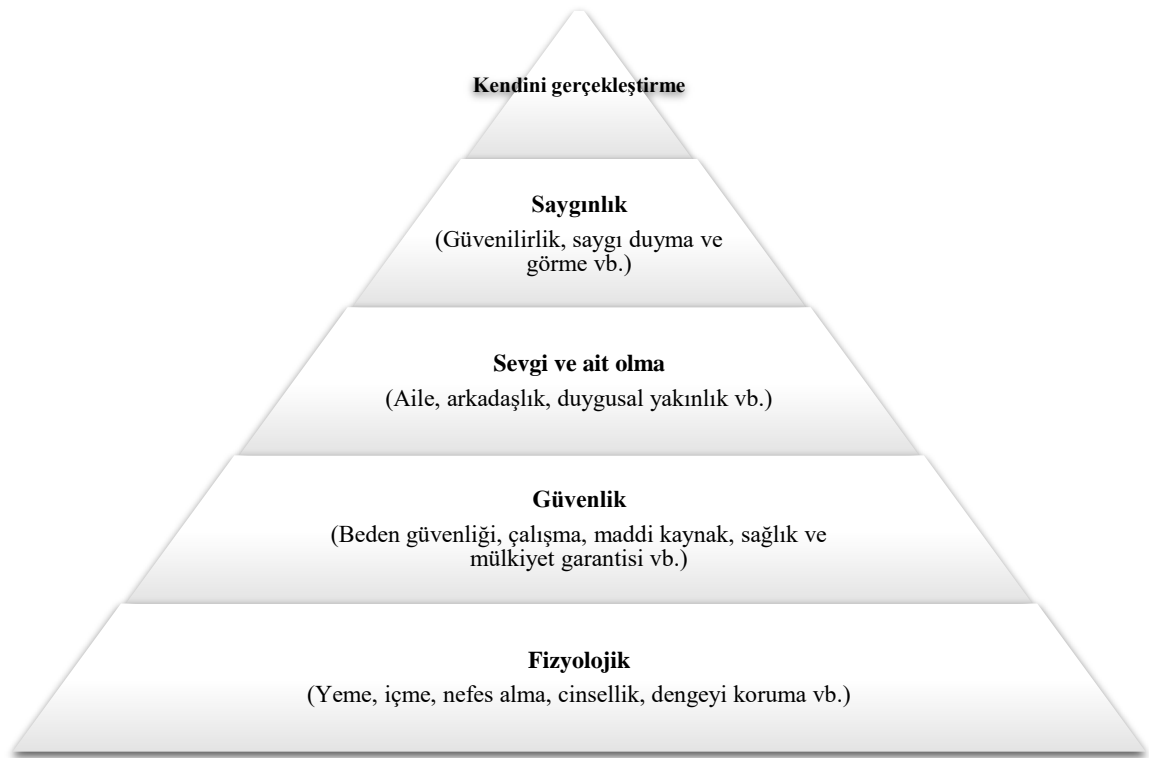 Kendini gerçekleştirme
Saygınlık
(Güvenilirlik, saygı duyma ve
görme vb.)
Sevgi ve ait olma
(Aile, arkadaşlık, duygusal yakınlık vb.)
Güvenlik
(Beden güvenliği, çalışma, maddi kaynak, sağlık ve
mülkiyet garantisi vb.)
Fizyolojik
(Yeme, içme, nefes alma, cinsellik, dengeyi koruma vb.)